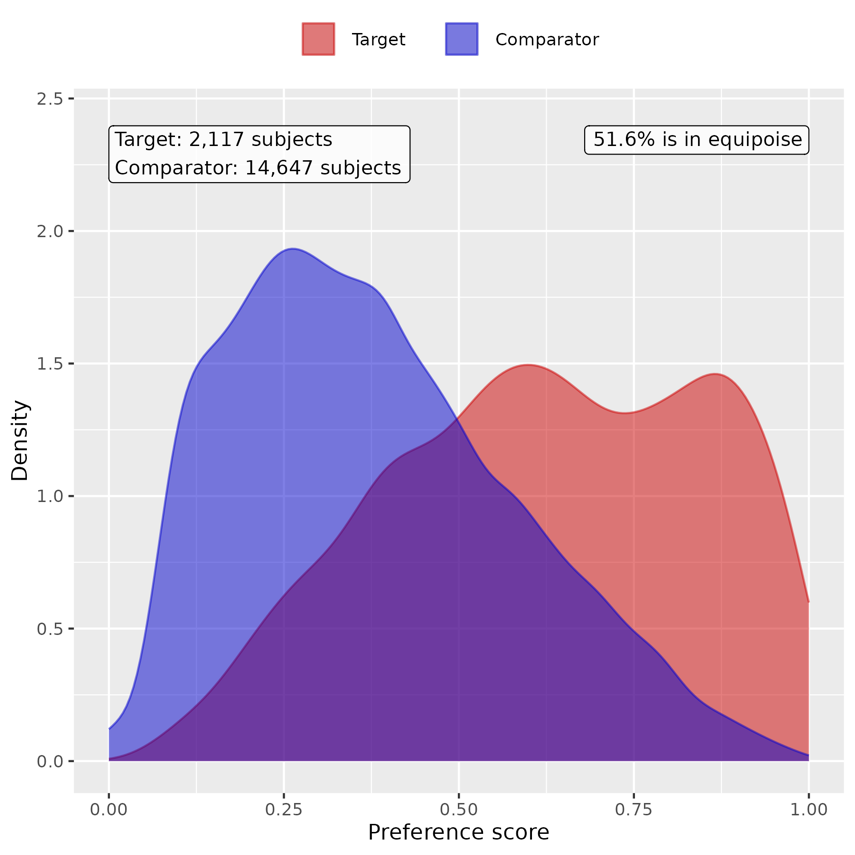 Target Comparator
2.5
Target: 2,117 subjects
Comparator: 14,647 subjects
51.6% is in equipoise
2.0
1.5
1.0
0.5
0.0
Density
0.00 0.25 0.50 0.75 1.00
Preference score